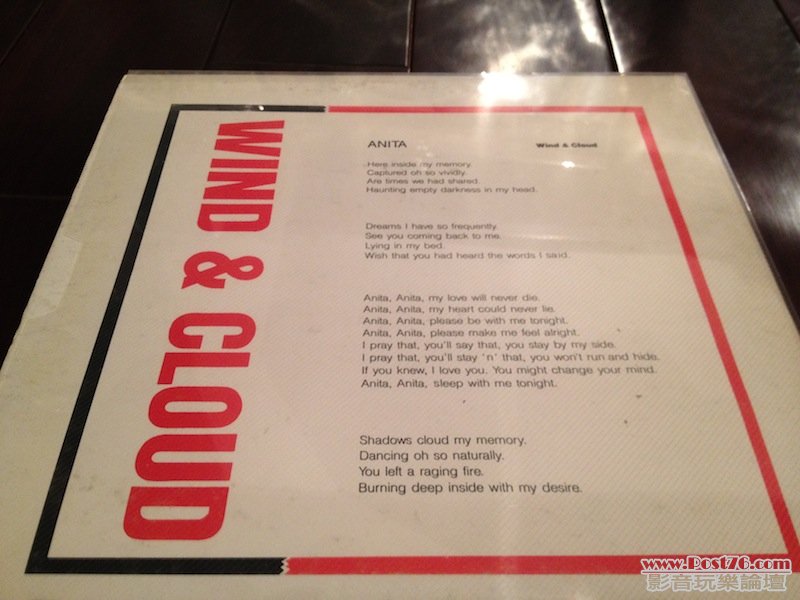 WIND & CLOUD
ANITA
Wind & Cloud
Here inside my memory.
Captured oh so vividly.
Are times we had shared.
Haunting empty darkness in my head.
Dreams I have so frequently.
See you coming back to me.
Lying in my bed.
Wish that you had heard the words I said.
Anita, Anita, my love will never die.
Anita, Anita, my heart could never lie.
Anita, Anita, please be with me tonight.
Anita, Anita, please make me feel alright.
I pray that, you'll say that, you stay by my side.
I pray that, you'll stay 'n' that, you won't run and hide.
If you knew, I love you. You might change your mind.
Anita, Anita, sleep with me tonight.
Shadows cloud my memory.
Dancing oh so naturally.
You left a raging fire.
Burning deep inside with my desire.
www.Post76.com
影音玩樂論壇